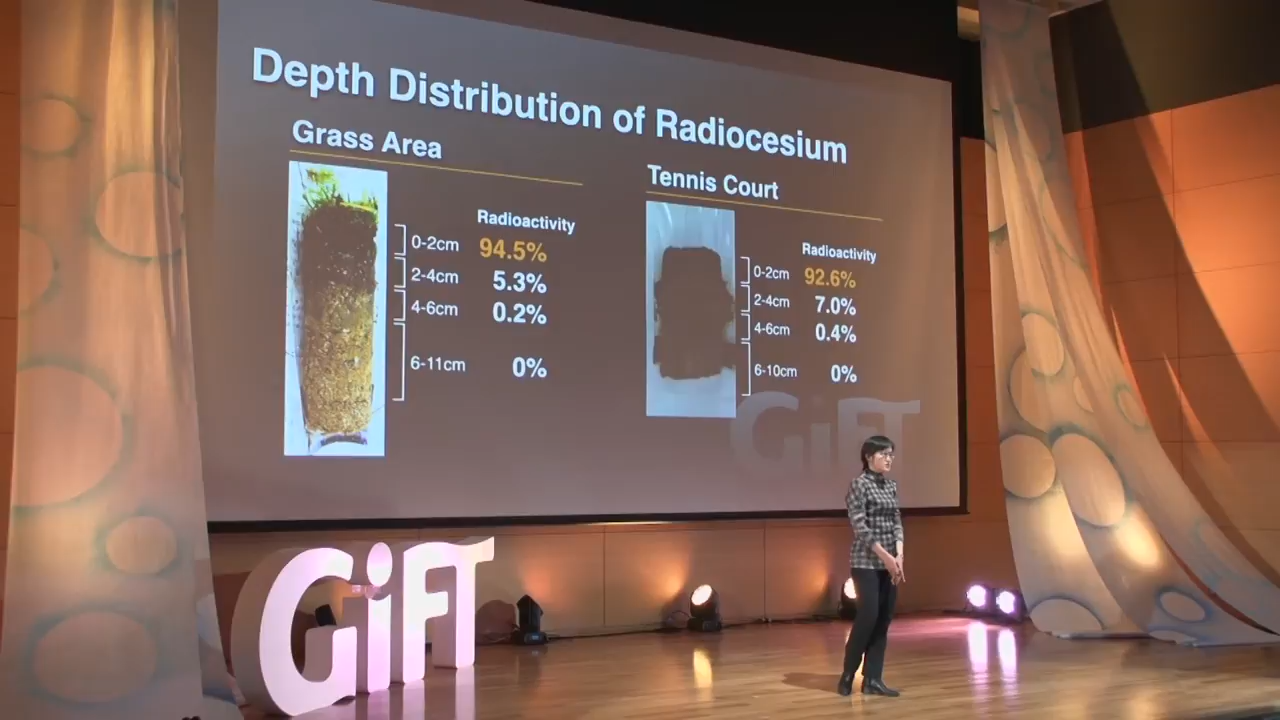 Depth Distribution of Radiocesium
Grass Area
Radioactivity
0-2cm 94.5%
2-4cm 5.3%
4-6cm 0.2%
6-11cm 0%
Tennis Court
Radioactivity
0-2cm 92.6%
2-4cm 7.0%
4-6cm 0.4%
6-10cm 0%
GiFT
GiFT